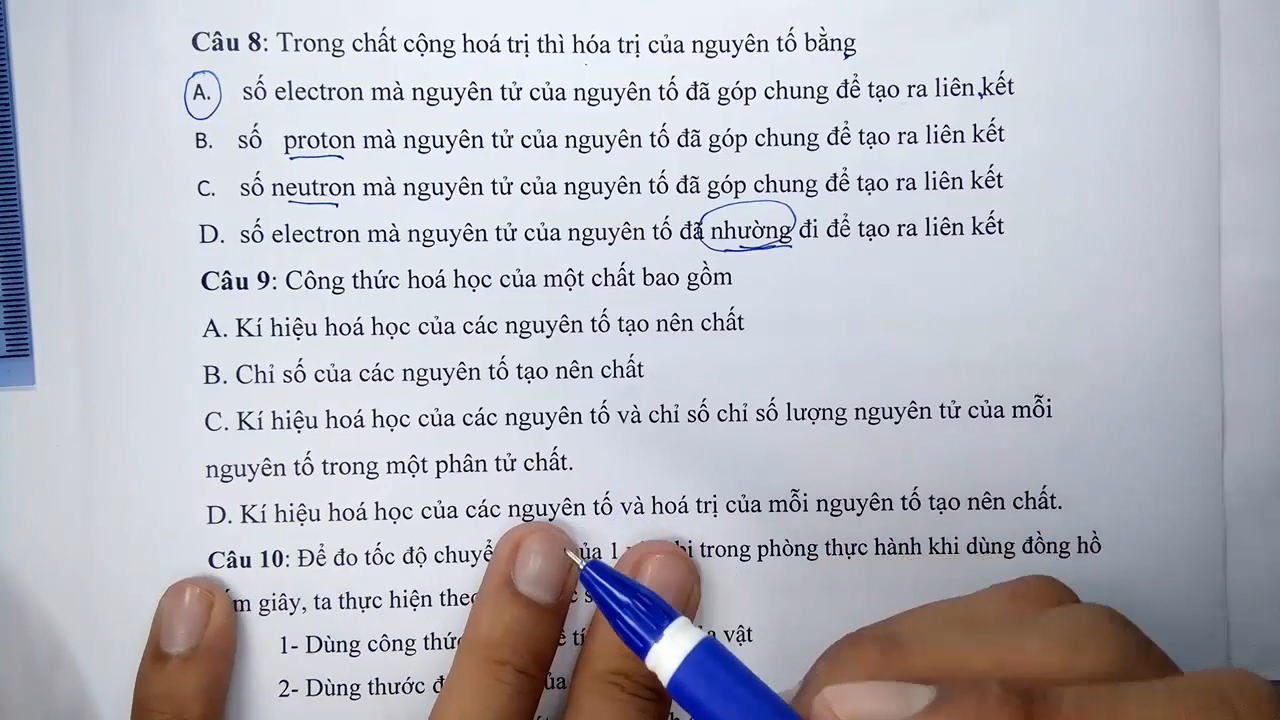 Câu 8: Trong chất cộng hoá trị thì hóa trị của nguyên tố bằng
A. số electron mà nguyên tử của nguyên tố đã góp chung để tạo ra liên kết
B. số proton mà nguyên tử của nguyên tố đã góp chung để tạo ra liên kết
C. số neutron mà nguyên tử của nguyên tố đã góp chung để tạo ra liên kết
D. số electron mà nguyên tử của nguyên tố đã nhường đi để tạo ra liên kết
Câu 9: Công thức hoá học của một chất bao gồm
A. Kí hiệu hoá học của các nguyên tố tạo nên chất
B. Chỉ số của các nguyên tố tạo nên chất
C. Kí hiệu hoá học của các nguyên tố và chỉ số chỉ số lượng nguyên tử của mỗi
nguyên tố trong một phân tử chất.
D. Kí hiệu hoá học của các nguyên tố và hoá trị của mỗi nguyên tố tạo nên chất.
Câu 10: Để đo tốc độ 1 trong phòng thực hành khi dùng đồng hồ
giây, ta thực hiện
1- Dùng công vật
2- Dùng thước